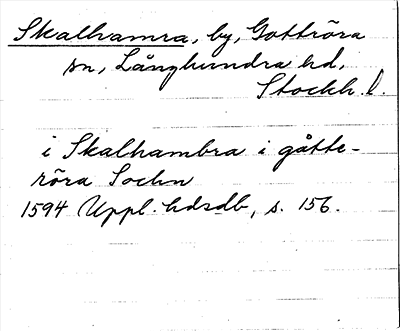 Skalhamra, by, Gottröra
sn, Långhundra hd,
Stockh. l.
i Skalhambra i gåtte-
röra Sochn
1594 Uppl. hdsdb, s. 156.